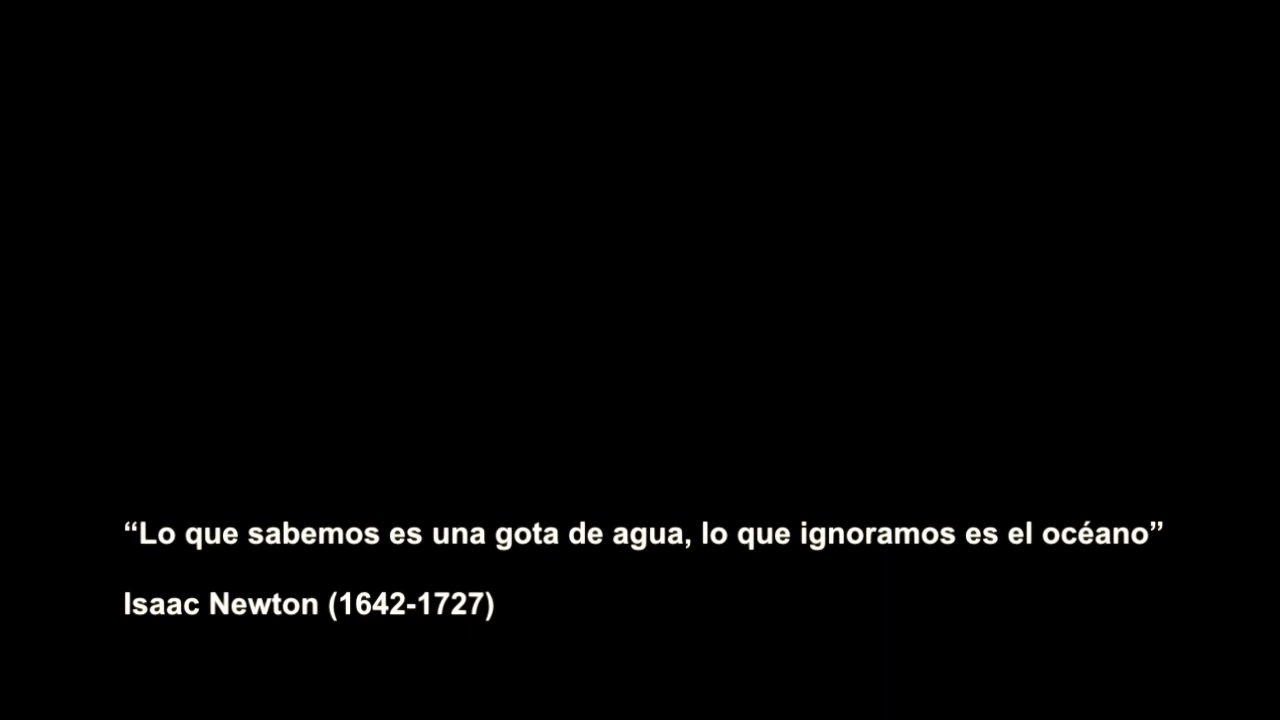 “Lo que sabemos es una gota de agua, lo que ignoramos es el océano”
Isaac Newton (1642-1727)